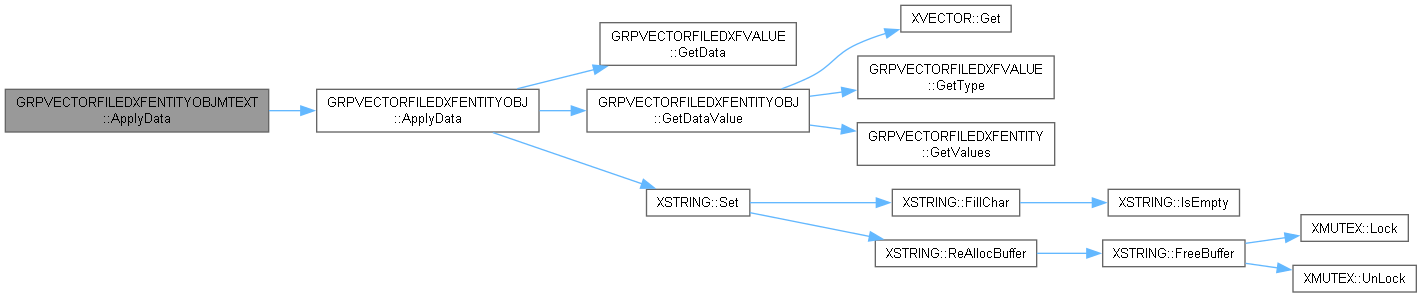 GRPVECTORFILEDXFENTITYOBJMTEXT
::ApplyData
GRPVECTORFILEDXFENTITYOBJ
::ApplyData
GRPVECTORFILEDXFVALUE
::GetData
GRPVECTORFILEDXFENTITYOBJ
::GetDataValue
XVECTOR::Get
GRPVECTORFILEDXFVALUE
::GetType
GRPVECTORFILEDXFENTITY
::GetValues
XSTRING::Set
XSTRING::FillChar
XSTRING::IsEmpty
XSTRING::ReAllocBuffer
XSTRING::FreeBuffer
XMUTEX::Lock
XMUTEX::UnLock